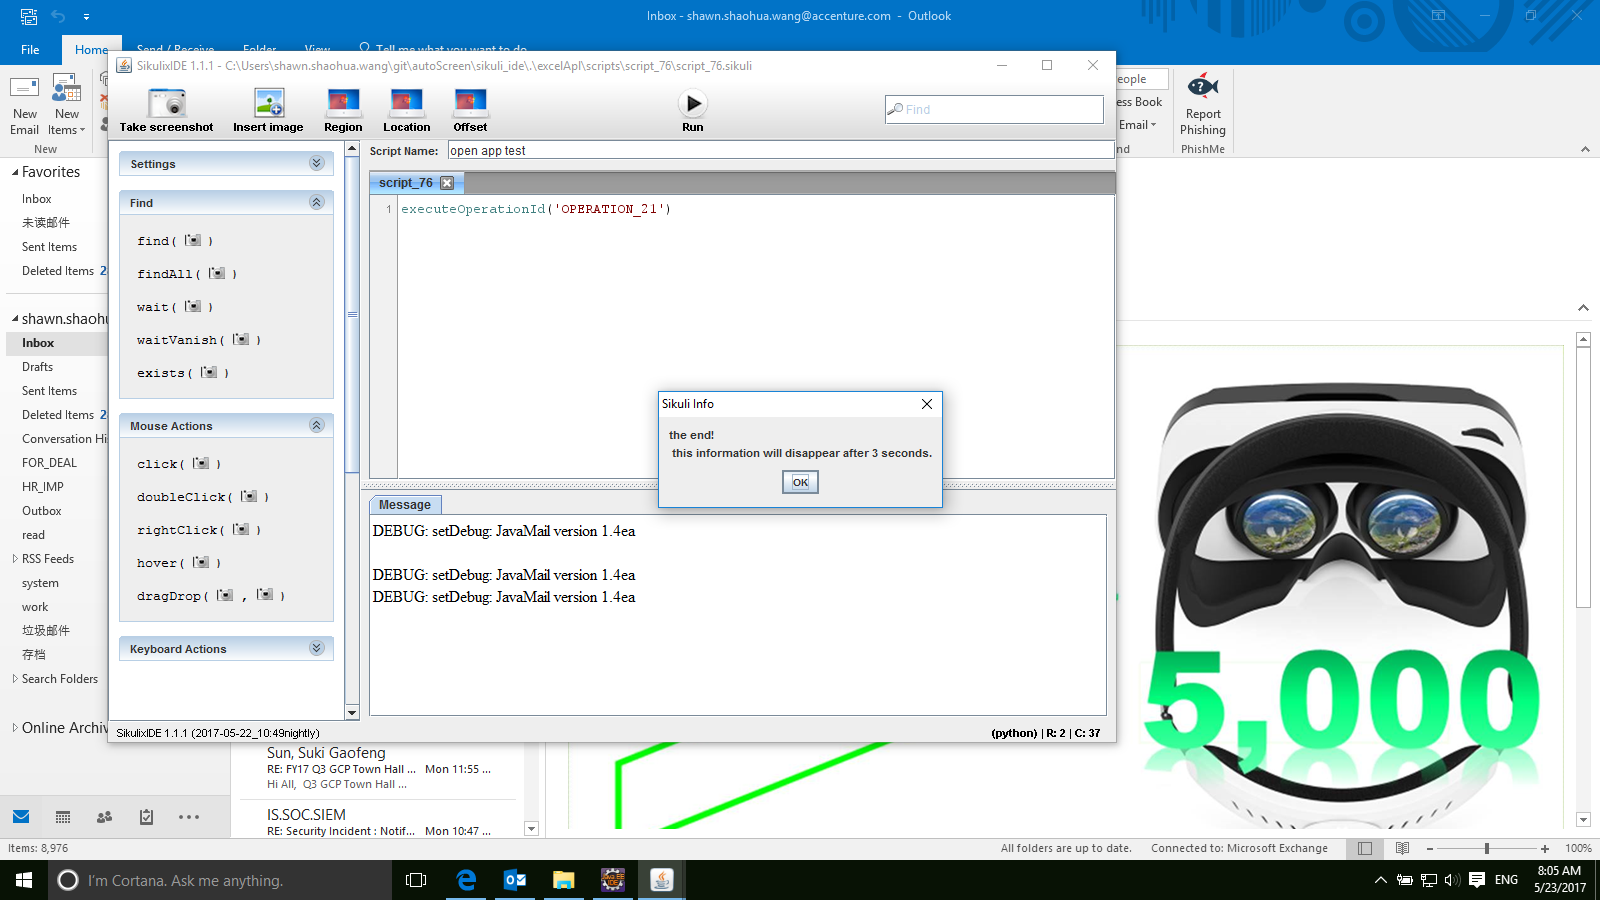 Inbox - shawn.shaohua.wang@accenture.com - Outlook
File
Home
Send / Receive
Folder
View
Tell me what you want to do
New Email
New Items
New
SikulixIDE 1.1.1 - C:\Users\shawn.shaohua.wang\git\autoScreen\sikuli_ide\.\excelApI\scripts\script_76\script_76.sikuli
Take screenshot
Insert image
Region
Location
Offset
Run
Find
eople
ess Book
Email
nd
Report Phishing
PhishMe
Favorites
Inbox
未读邮件
Sent Items
Deleted Items 2
shawn.shaohu
Inbox
Drafts
Sent Items
Deleted Items 2
Conversation Hi
FOR_DEAL
HR_IMP
Outbox
read
RSS Feeds
system
work
垃圾邮件
存档
Search Folders
Online Archi
Settings
Find
find( )
findAll( )
wait( )
waitVanish( )
exists( )
Mouse Actions
click( )
doubleClick( )
rightClick( )
hover( )
dragDrop( , )
Keyboard Actions
Script Name: open app test
script_76
1 executeOperationId('OPERATION_21')
Sikuli Info
the end!
this information will disappear after 3 seconds.
OK
Message
DEBUG: setDebug: JavaMail version 1.4ea
DEBUG: setDebug: JavaMail version 1.4ea
DEBUG: setDebug: JavaMail version 1.4ea
SikulixIDE 1.1.1 (2017-05-22_10:49nightly)
(python) | R: 2 | C: 37
5,000
Sun, Suki Gaofeng
RE: FY17 Q3 GCP Town Hall ... Mon 11:55 ...
Hi All, Q3 GCP Town Hall ...
IS.SOC.SIEM
RE: Security Incident : Notif... Mon 10:47 ...
Items: 8,976
All folders are up to date.
Connected to: Microsoft Exchange
100%
I'm Cortana. Ask me anything.
ENG
8:05 AM
5/23/2017